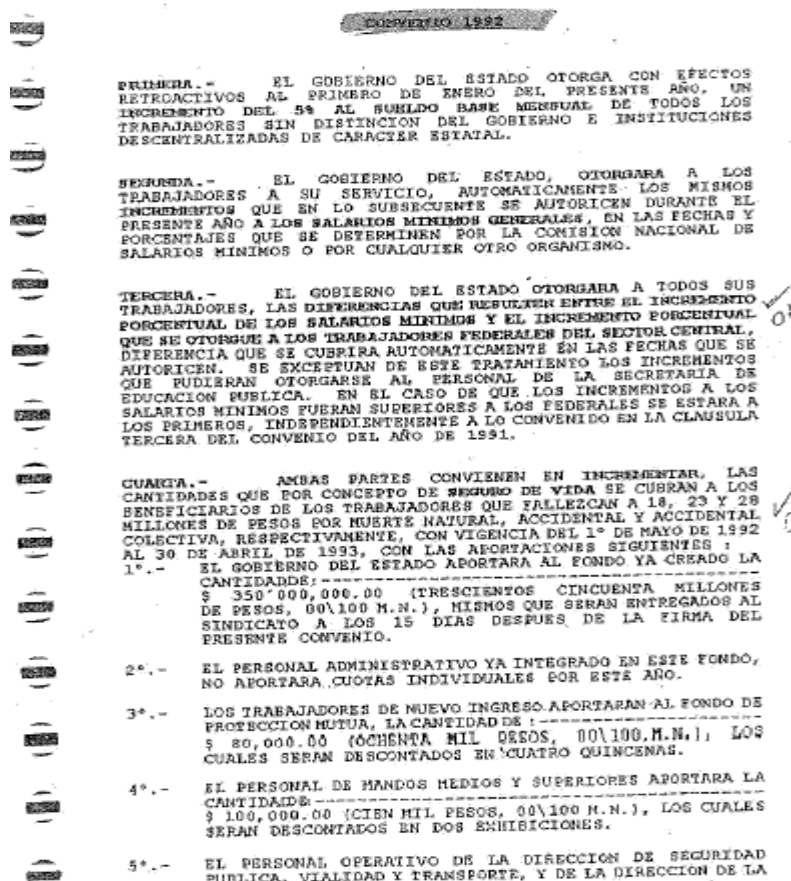 CONVENIO 1992
PRIMERA.- EL GOBIERNO DEL ESTADO OTORGA CON EFECTOS
RETROACTIVOS AL PRIMERO DE ENERO DEL PRESENTE AÑO, UN
INCREMENTO DEL 5% AL SUELDO BASE MENSUAL DE TODOS LOS
TRABAJADORES SIN DISTINCION DEL GOBIERNO E INSTITUCIONES
DESCENTRALIZADAS DE CARACTER ESTATAL.
SEGUNDA.- EL GOBIERNO DEL ESTADO, OTORGARA A LOS
TRABAJADORES A SU SERVICIO, AUTOMATICAMENTE LOS MISMOS
INCREMENTOS QUE EN LO SUBSECUENTE SE AUTORICEN DURANTE EL
PRESENTE AÑO A LOS SALARIOS MINIMOS GENERALES, EN LAS FECHAS Y
PORCENTAJES QUE SE DETERMINEN POR LA COMISION NACIONAL DE
SALARIOS MINIMOS O POR CUALQUIER OTRO ORGANISMO.
TERCERA.- EL GOBIERNO DEL ESTADO OTORGARA A TODOS SUS
TRABAJADORES, LAS DIFERENCIAS QUE RESULTEN ENTRE EL INCREMENTO
PORCENTUAL DE LOS SALARIOS MINIMOS Y EL INCREMENTO PORCENTUAL
QUE SE OTORGUE A LOS TRABAJADORES FEDERALES DEL SECTOR CENTRAL,
DIFERENCIA QUE SE CUBRIRA AUTOMATICAMENTE EN LAS FECHAS QUE SE
AUTORICEN. SE EXCEPTUAN DE ESTE TRATAMIENTO LOS INCREMENTOS
QUE PUDIERAN OTORGARSE AL PERSONAL DE LA SECRETARIA DE
EDUCACION PUBLICA. EN EL CASO DE QUE LOS INCREMENTOS A LOS
SALARIOS MINIMOS FUERAN SUPERIORES A LOS FEDERALES SE ESTARA A
LOS PRIMEROS, INDEPENDIENTEMENTE A LO CONVENIDO EN LA CLAUSULA
TERCERA DEL CONVENIO DEL AÑO DE 1991.
CUARTA.- AMBAS PARTES CONVIENEN EN INCREMENTAR, LAS
CANTIDADES QUE POR CONCEPTO DE SEGURO DE VIDA SE CUBRAN A LOS
BENEFICIARIOS DE LOS TRABAJADORES QUE FALLEZCAN A 18, 23 Y 28
MILLONES DE PESOS POR MUERTE NATURAL, ACCIDENTAL Y ACCIDENTAL
COLECTIVA, RESPECTIVAMENTE, CON VIGENCIA DEL 1° DE MAYO DE 1992
AL 30 DE ABRIL DE 1993, CON LAS APORTACIONES SIGUIENTES :
1°.- EL GOBIERNO DEL ESTADO APORTARA AL FONDO YA CREADO LA
CANTIDADDE:---------------------------------------------
$ 350'000,000.00 (TRESCIENTOS CINCUENTA MILLONES
DE PESOS, 00\100 M.N.), MISMOS QUE SERAN ENTREGADOS AL
SINDICATO A LOS 15 DIAS DESPUES DE LA FIRMA DEL
PRESENTE CONVENIO.
2°.- EL PERSONAL ADMINISTRATIVO YA INTEGRADO EN ESTE FONDO,
NO APORTARA CUOTAS INDIVIDUALES POR ESTE AÑO.
3°.- LOS TRABAJADORES DE NUEVO INGRESO APORTARAN AL FONDO DE
PROTECCION MUTUA, LA CANTIDAD DE :-----------------------
$ 80,000.00 (OCHENTA MIL PESOS, 00\100.M.N.), LOS
CUALES SERAN DESCONTADOS EN CUATRO QUINCENAS.
4°.- EL PERSONAL DE MANDOS MEDIOS Y SUPERIORES APORTARA LA
CANTIDADDE----------------------------------------------
$ 100,000.00 (CIEN MIL PESOS, 00\100 M.N.), LOS CUALES
SERAN DESCONTADOS EN DOS EXHIBICIONES.
5°.- EL PERSONAL OPERATIVO DE LA DIRECCION DE SEGURIDAD
PUBLICA, VIALIDAD Y TRANSPORTE, Y DE LA DIRECCION DE LA